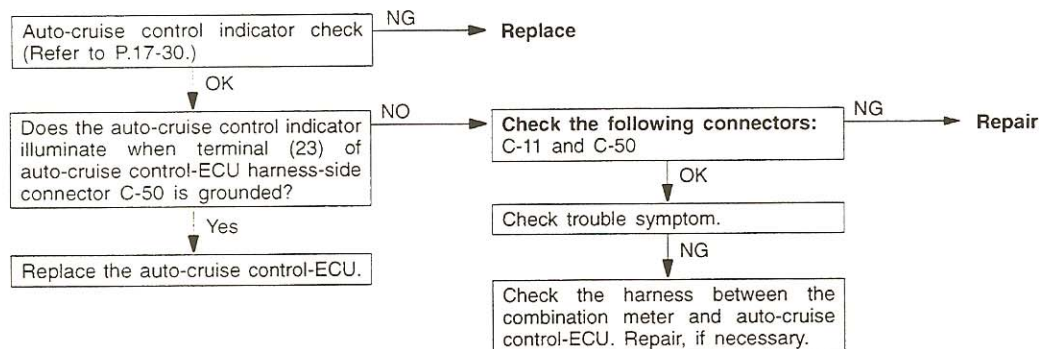 Auto-cruise control indicator check
(Refer to P.17-30.)
NG
Replace
OK
Does the auto-cruise control indicator
illuminate when terminal (23) of
auto-cruise control-ECU harness-side
connector C-50 is grounded?
NO
Check the following connectors:
C-11 and C-50
NG
Repair
OK
Yes
Check trouble symptom.
Replace the auto-cruise control-ECU.
NG
Check the harness between the
combination meter and auto-cruise
control-ECU. Repair, if necessary.